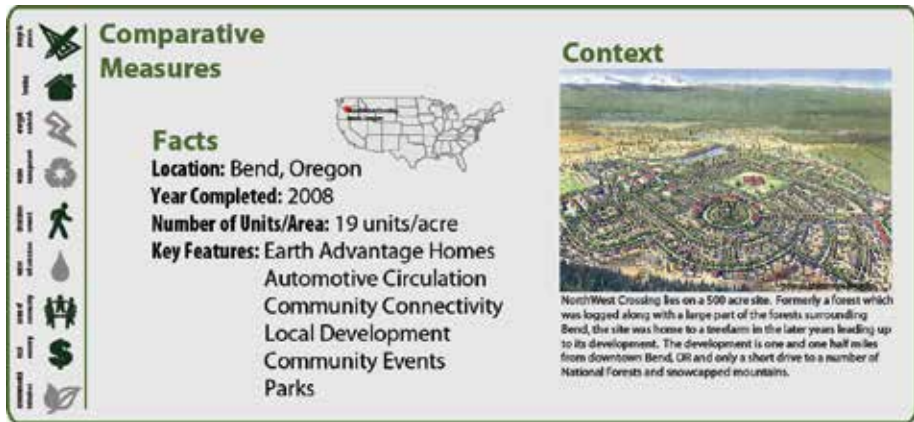 Comparative
Measures
Facts
Location: Bend, Oregon
Year Completed: 2008
Number of Units/Area: 19 units/acre
Key Features: Earth Advantage Homes
Automotive Circulation
Community Connectivity
Local Development
Community Events
Parks
Context
NorthWest Crossing lies on a 500 acre site. Formerly a forest which
was logged along with a large part of the forests surrounding
Bend, the site was home to a treefarm in the later years leading up
to its development. The development is one and one half miles
from downtown Bend, OR and only a short drive to a number of
National Forests and snowcapped mountains.